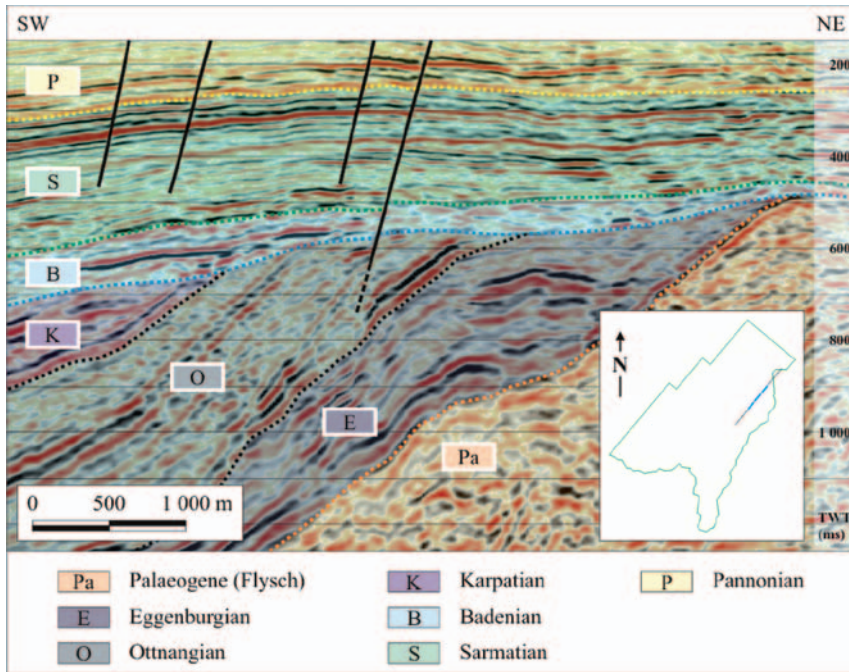 SW NE
200
P
400
S
600
B
K
800
N
O
E
1 000
Pa
0 500 1 000 m
TWT
(ms)
Pa Palaeogene (Flysch) K Karpatian P Pannonian
E Eggenburgian B Badenian
O Ottnangian S Sarmatian